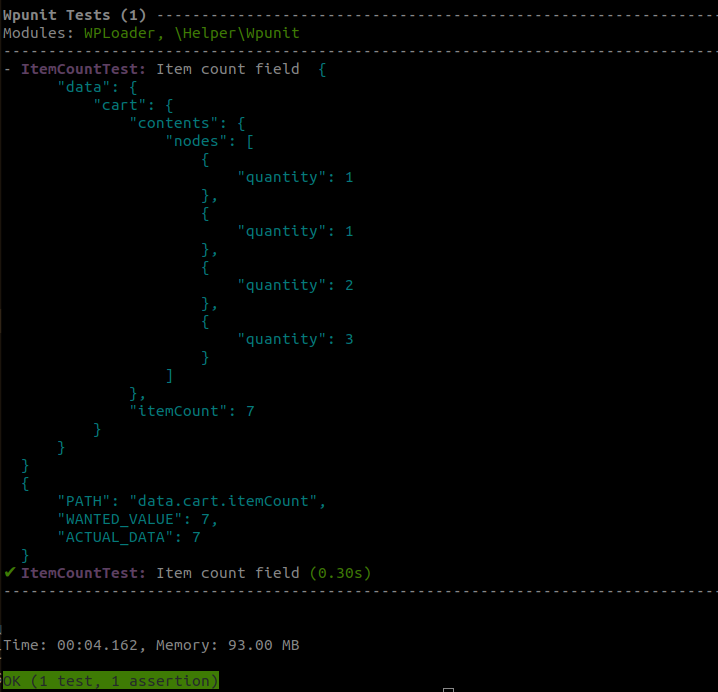 Wpunit Tests (1) --------------------------------------------------------------
Modules: WPLoader, \Helper\Wpunit
-------------------------------------------------------------------------------
- ItemCountTest: Item count field  {
      "data": {
          "cart": {
              "contents": {
                  "nodes": [
                      {
                          "quantity": 1
                      },
                      {
                          "quantity": 1
                      },
                      {
                          "quantity": 2
                      },
                      {
                          "quantity": 3
                      }
                  ]
              },
              "itemCount": 7
          }
      }
  }
  {
      "PATH": "data.cart.itemCount",
      "WANTED_VALUE": 7,
      "ACTUAL_DATA": 7
  }
✔ ItemCountTest: Item count field (0.30s)
-------------------------------------------------------------------------------
Time: 00:04.162, Memory: 93.00 MB
OK (1 test, 1 assertion)